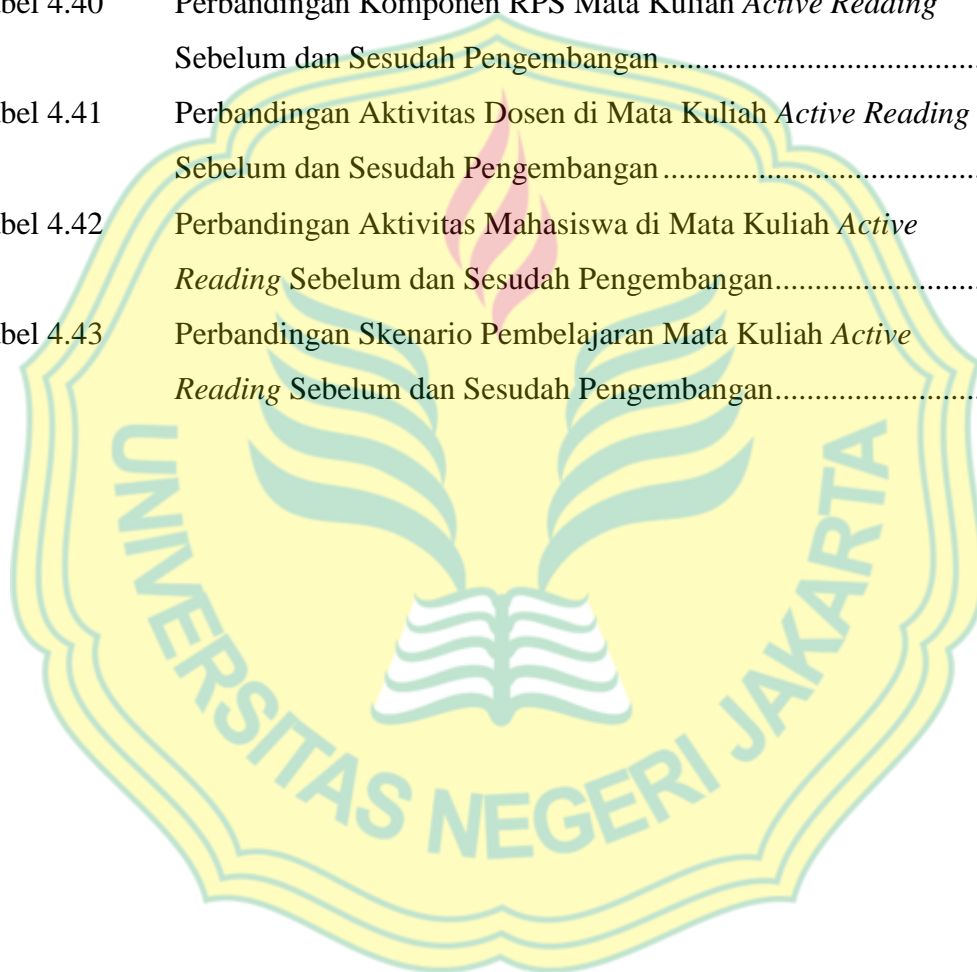 bel 4.40 Perbandingan Komponen RPS Mata Kuliah Active Reading
Sebelum dan Sesudah Pengembangan....................................
bel 4.41 Perbandingan Aktivitas Dosen di Mata Kuliah Active Reading
Sebelum dan Sesudah Pengembangan....................................
bel 4.42 Perbandingan Aktivitas Mahasiswa di Mata Kuliah Active
Reading Sebelum dan Sesudah Pengembangan........................
bel 4.43 Perbandingan Skenario Pembelajaran Mata Kuliah Active
Reading Sebelum dan Sesudah Pengembangan........................
UNIVERSITAS NEGERI JAKARTA